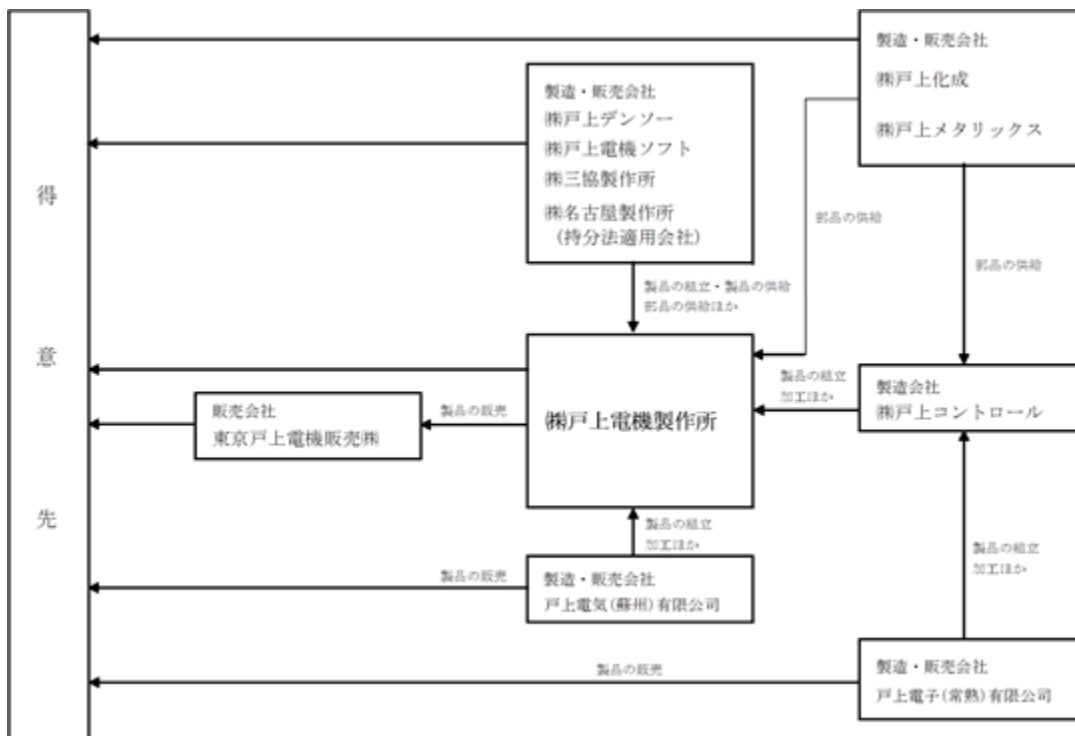 得意先
製造・販売会社
㈱戸上化成
㈱戸上メタリックス
製造・販売会社
㈱戸上デンソー
㈱戸上電機ソフト
㈱三協製作所
㈱名古屋製作所
(持分法適用会社)
部品の供給
部品の供給
製品の組立・製品の供給
部品の供給ほか
㈱戸上電機製作所
製品の組立
加工ほか
製造会社
㈱戸上コントロール
販売会社
東京戸上電機販売㈱
製品の販売
製品の組立
加工ほか
製品の販売
製造・販売会社
戸上電気(蘇州)有限公司
製品の組立
加工ほか
製品の販売
製造・販売会社
戸上電子(常熟)有限公司